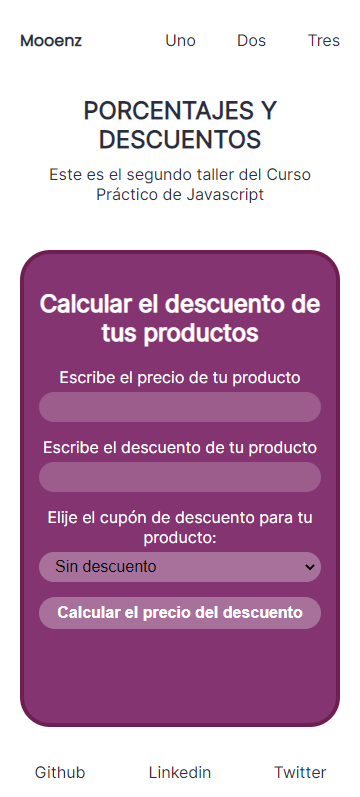 Mooenz Uno Dos Tres
PORCENTAJES Y
DESCUENTOS
Este es el segundo taller del Curso
Práctico de Javascript
Calcular el descuento de
tus productos
Escribe el precio de tu producto
Escribe el descuento de tu producto
Elije el cupón de descuento para tu
producto:
Sin descuento
Calcular el precio del descuento
Github Linkedin Twitter